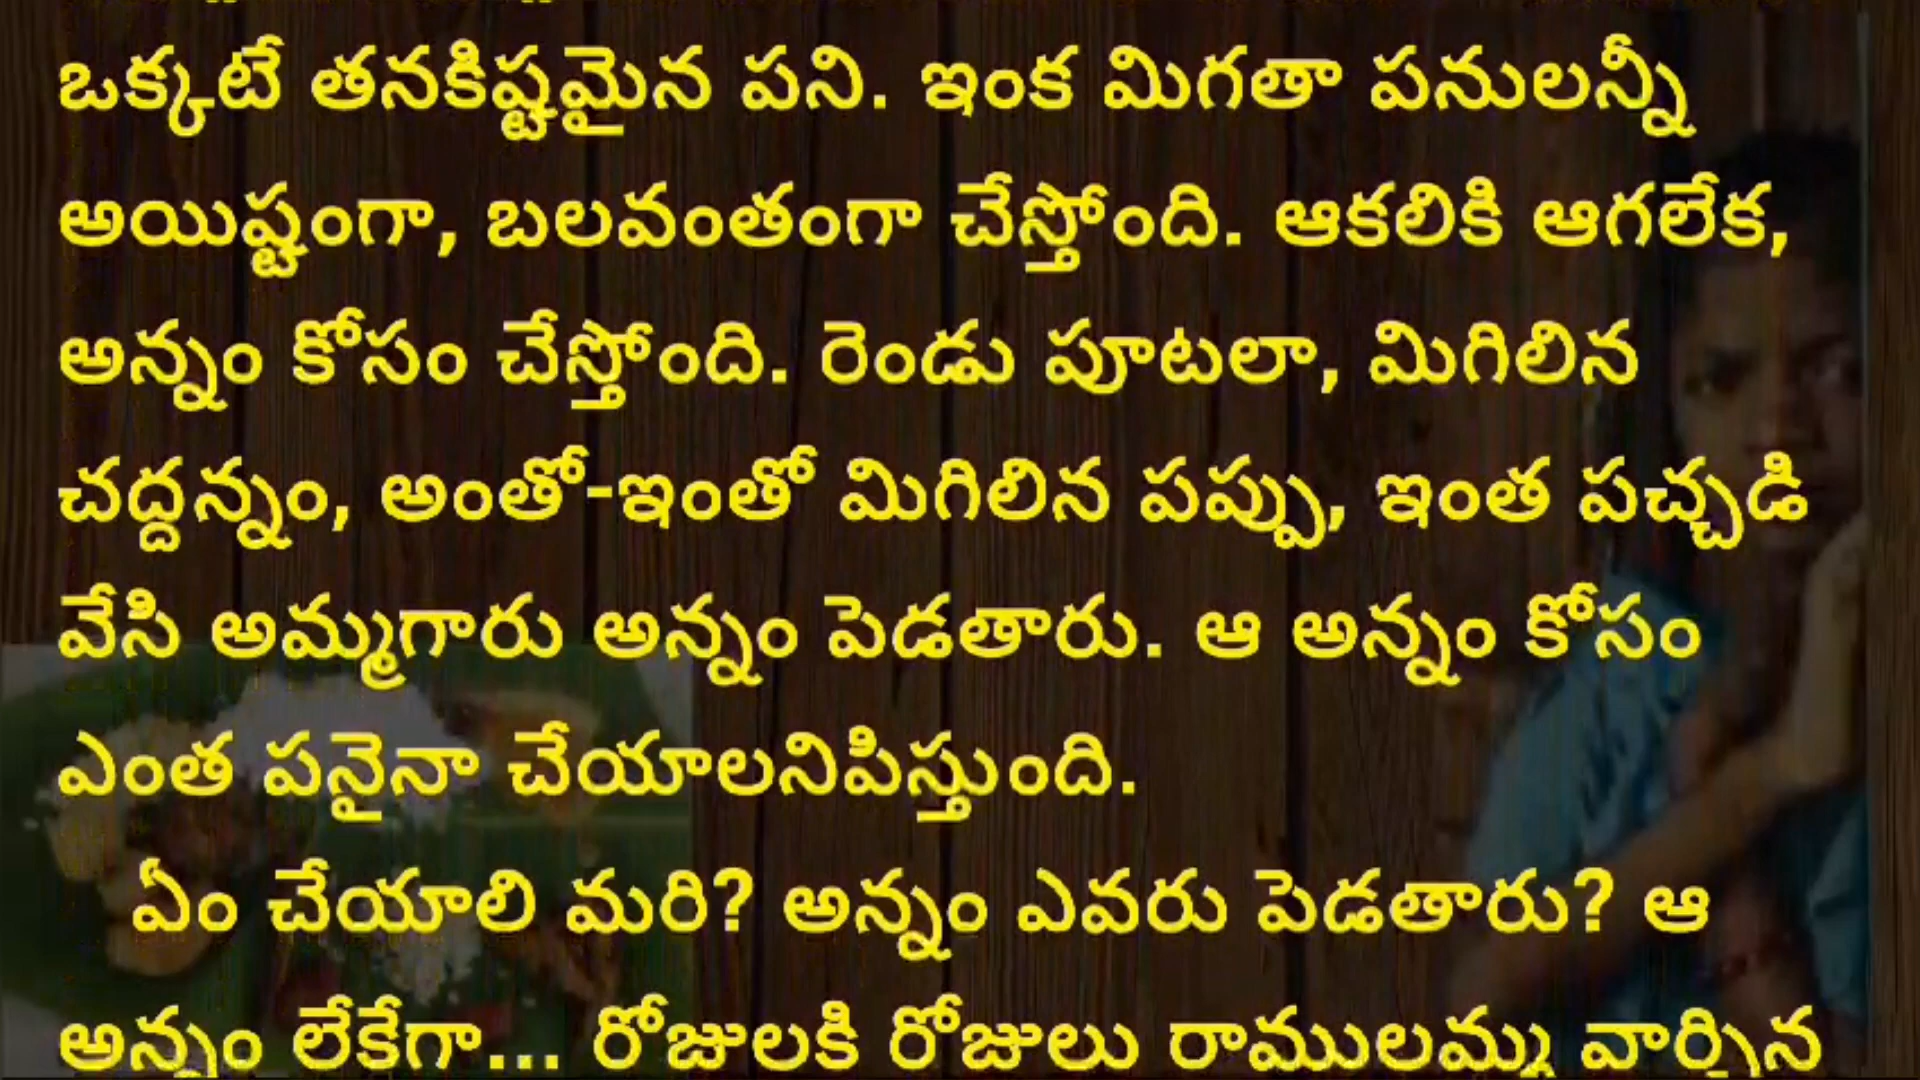 ఒక్కటే తనకిష్టమైన పని. ఇంక మిగతా పనులన్నీ
అయిష్టంగా, బలవంతంగా చేస్తోంది. ఆకలికి ఆగలేక,
అన్నం కోసం చేస్తోంది. రెండు పూటలా, మిగిలిన
చద్దన్నం, అంతో-ఇంతో మిగిలిన పప్పు, ఇంత పచ్చడి
వేసి అమ్మగారు అన్నం పెడతారు. ఆ అన్నం కోసం
ఎంత పనైనా చేయాలనిపిస్తుంది.
ఏం చేయాలి మరి? అన్నం ఎవరు పెడతారు? ఆ
అన్నం లేకేగా... రోజులకి రోజులు రాములమ్మ వార్చిన